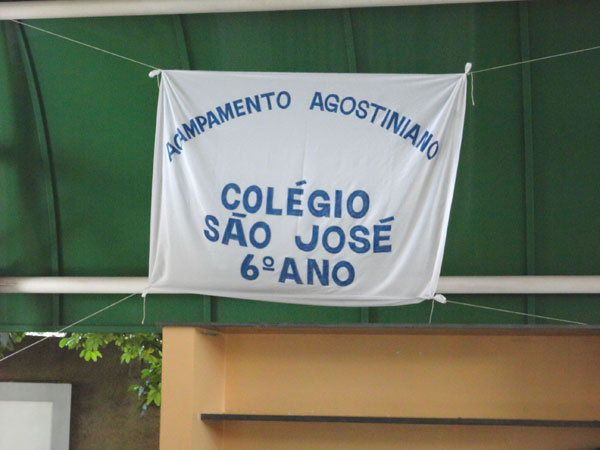 ACAMPAMENTO AGOSTINIANO
COLÉGIO
SÃO JOSÉ
6º ANO